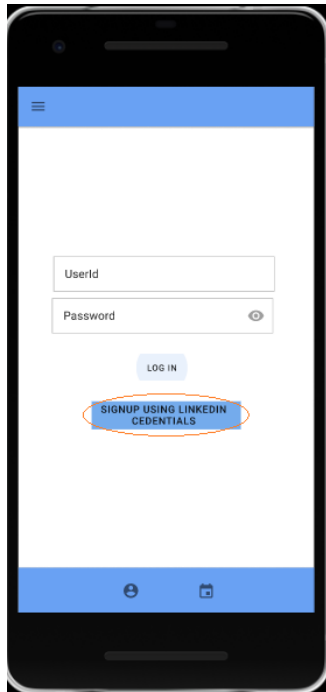 UserId
Password
LOG IN
SIGNUP USING LINKEDIN
CEDENTIALS